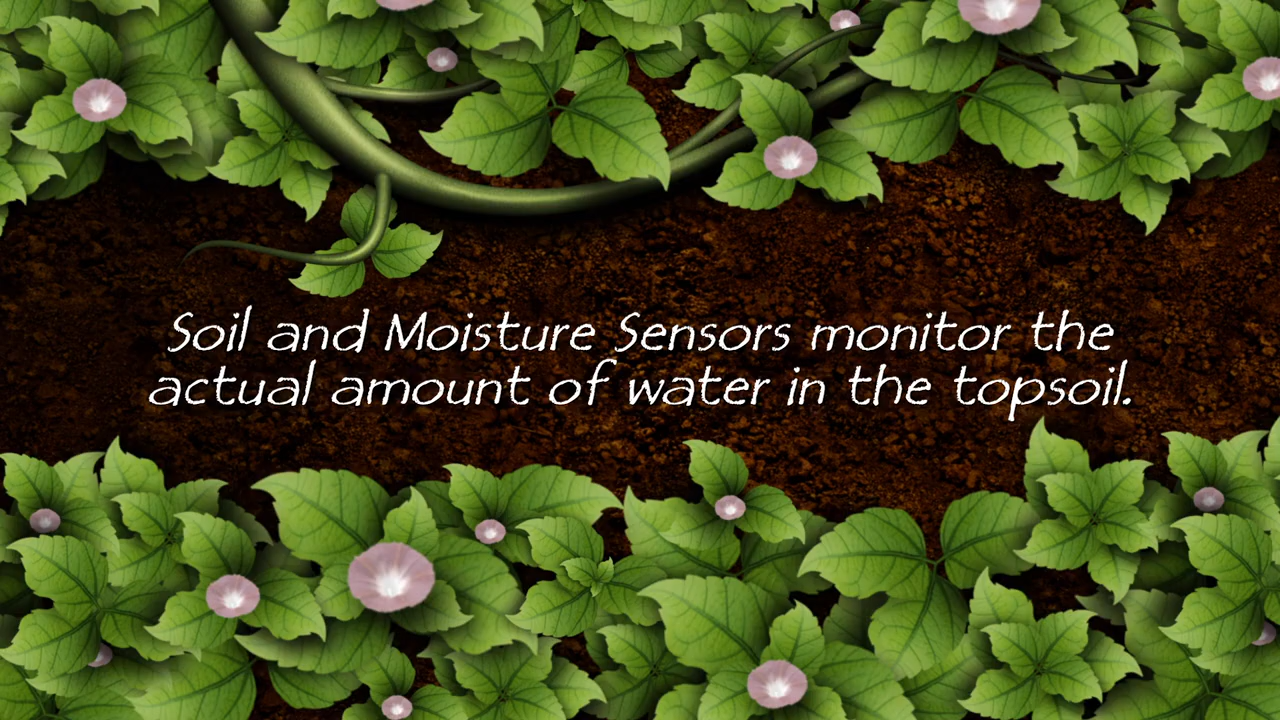 Soil and Moisture Sensors monitor the
actual amount of water in the topsoil.